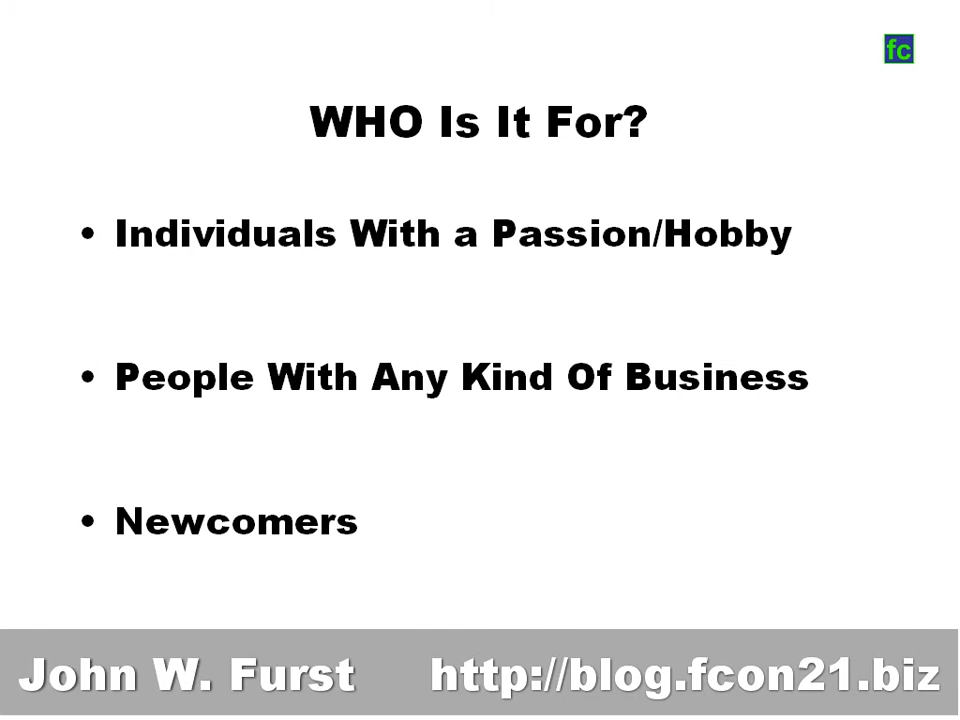 fc
WHO Is It For?
• Individuals With a Passion/Hobby
• People With Any Kind Of Business
• Newcomers
John W. Furst http://blog.fcon21.biz